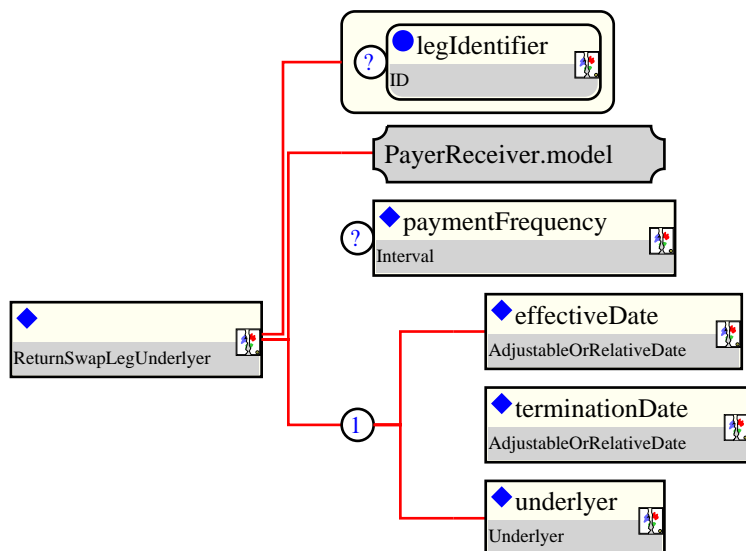 ?
legIdentifier
ID
PayerReceiver.model
?
paymentFrequency
Interval
ReturnSwapLegUnderlyer
effectiveDate
AdjustableOrRelativeDate
1
terminationDate
AdjustableOrRelativeDate
underlyer
Underlyer